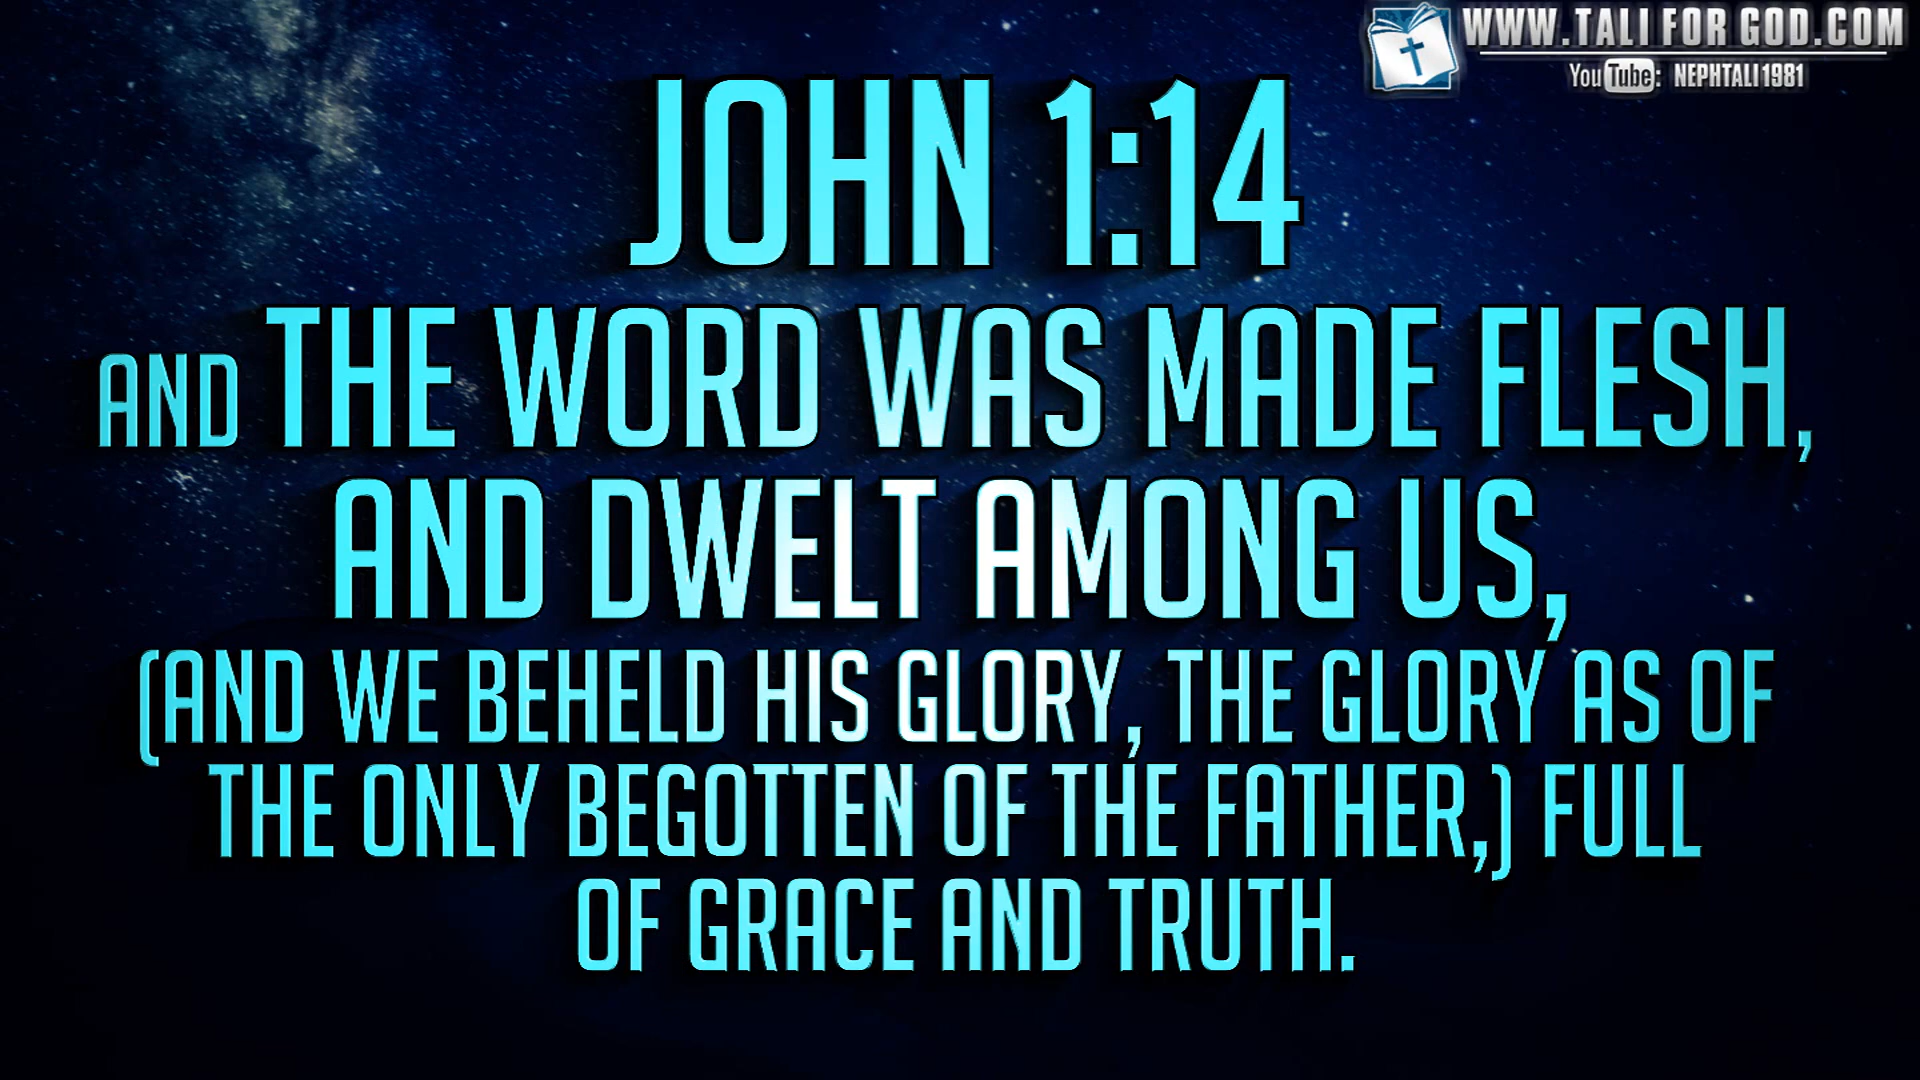 WWW.TALI FOR GOD.COM
YouTube: NEPHTALI1981
JOHN 1:14
AND THE WORD WAS MADE FLESH,
AND DWELT AMONG US,
(AND WE BEHELD HIS GLORY, THE GLORY AS OF
THE ONLY BEGOTTEN OF THE FATHER,) FULL
OF GRACE AND TRUTH.